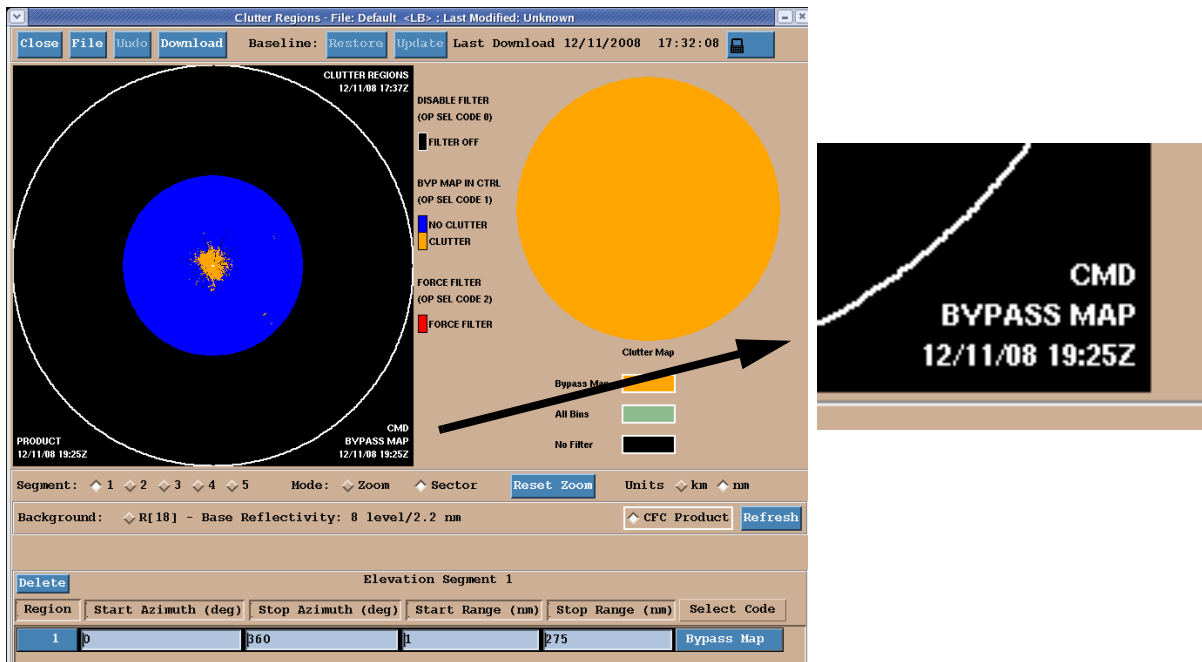 Clutter Regions - File: Default <LB> : Last Modified: Unknown
Close File Undo Download Baseline: Restore Update Last Download 12/11/2008 17:32:08
CLUTTER REGIONS
12/11/08 17:37Z
PRODUCT
12/11/08 19:25Z
CMD
BYPASS MAP
12/11/08 19:25Z
DISABLE FILTER
(OP SEL CODE 0)
FILTER OFF
BYP MAP IN CTRL
(OP SEL CODE 1)
NO CLUTTER
CLUTTER
FORCE FILTER
(OP SEL CODE 2)
FORCE FILTER
Clutter Map
Bypass Map
All Bins
No Filter
CMD
BYPASS MAP
12/11/08 19:25Z
Segment: 1 2 3 4 5 Mode: Zoom Sector Reset Zoom Units km nm
Background: R[18] - Base Reflectivity: 8 level/2.2 nm CFC Product Refresh
Delete Elevation Segment 1
Region Start Azimuth (deg) Stop Azimuth (deg) Start Range (nm) Stop Range (nm) Select Code
1 0 360 1 275 Bypass Map